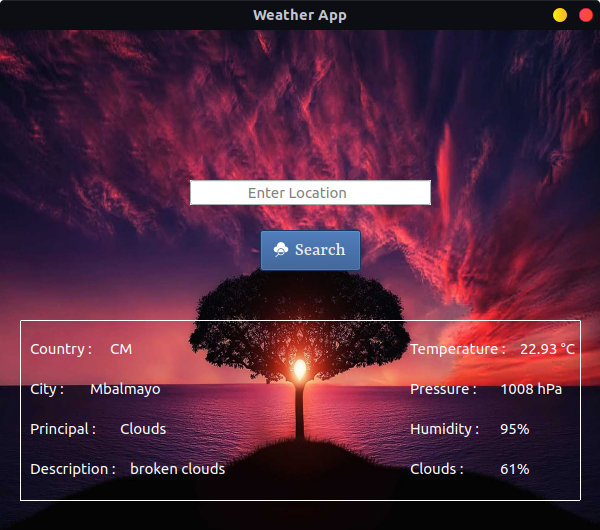 Weather App
Enter Location
Search
Country : CM
Temperature : 22.93 °C
City : Mbalmayo
Pressure : 1008 hPa
Principal : Clouds
Humidity : 95%
Description : broken clouds
Clouds : 61%